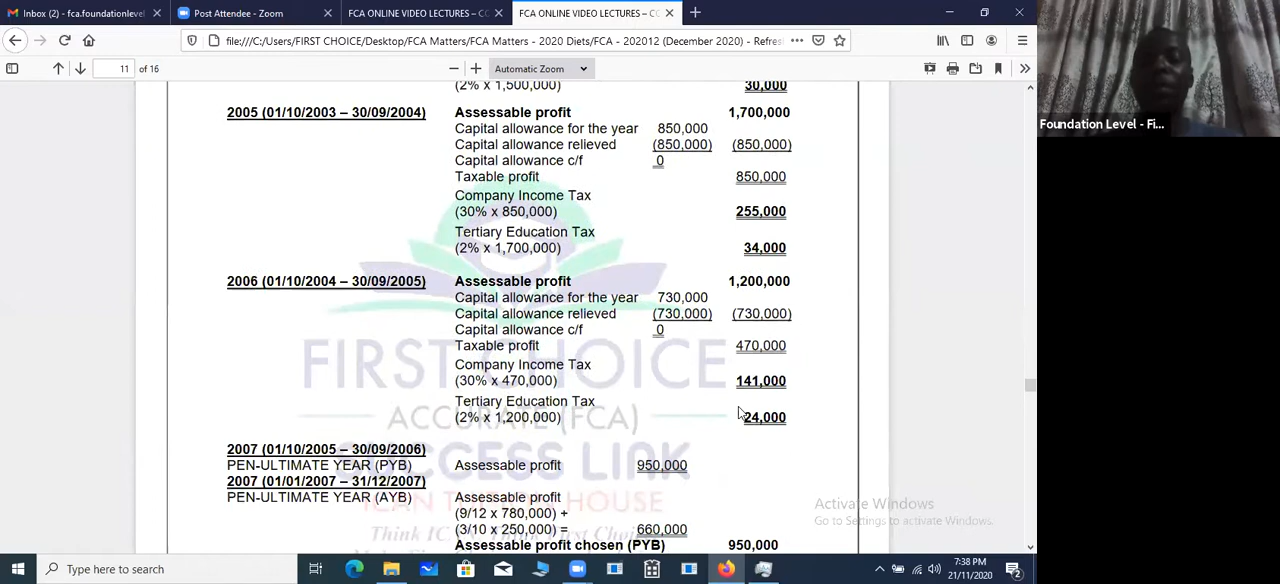 Inbox (2) - fca.foundationlevel
Post Attendee - Zoom
FCA ONLINE VIDEO LECTURES – CC
FCA ONLINE VIDEO LECTURES – CC
file:///C:/Users/FIRST CHOICE/Desktop/FCA Matters/FCA Matters - 2020 Diets/FCA - 202012 (December 2020) - Refres
11 of 16
Automatic Zoom
(2% x 1,500,000) 30,000
2005 (01/10/2003 – 30/09/2004) Assessable profit 1,700,000
Capital allowance for the year 850,000
Capital allowance relieved (850,000) (850,000)
Capital allowance c/f 0
Taxable profit 850,000
Company Income Tax
(30% x 850,000) 255,000
Tertiary Education Tax
(2% x 1,700,000) 34,000
2006 (01/10/2004 – 30/09/2005) Assessable profit 1,200,000
Capital allowance for the year 730,000
Capital allowance relieved (730,000) (730,000)
Capital allowance c/f 0
Taxable profit 470,000
Company Income Tax
(30% x 470,000) 141,000
Tertiary Education Tax
(2% x 1,200,000) 24,000
2007 (01/10/2005 – 30/09/2006)
PEN-ULTIMATE YEAR (PYB) Assessable profit 950,000
2007 (01/01/2007 – 31/12/2007)
PEN-ULTIMATE YEAR (AYB) Assessable profit
(9/12 x 780,000) +
(3/10 x 250,000) = 660,000
Assessable profit chosen (PYB) 950,000
FIRST CHOICE
ACCURATE (FCA)
SUCCESS LINK
Activate Windows
Go to Settings to activate Windows.
Foundation Level - Fi...
Type here to search
7:38 PM
21/11/2020
2